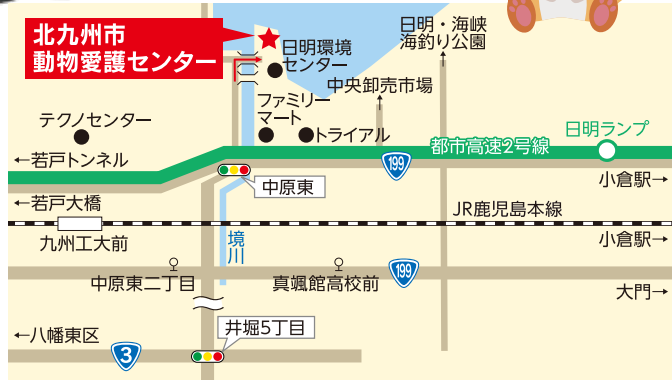 北九州市
動物愛護センター
日明・海峡
海釣り公園
日明環境
センター
中央卸売市場
ファミリー
マート
トライアル
テクノセンター
←若戸トンネル
都市高速2号線
日明ランプ
199
小倉駅→
中原東
←若戸大橋
JR鹿児島本線
九州工大前
境川
小倉駅→
中原東二丁目
真颯館高校前
199
大門→
井堀5丁目
←八幡東区
3